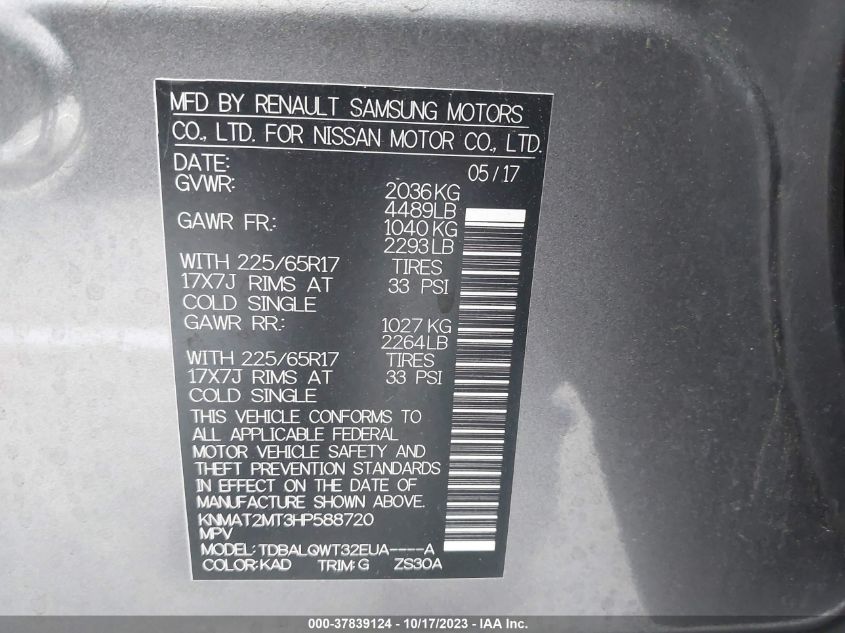 MFD BY RENAULT SAMSUNG MOTORS
CO., LTD. FOR NISSAN MOTOR CO., LTD.
DATE: 05/17
GVWR: 2036KG
4489LB
GAWR FR: 1040 KG
2293LB
WITH 225/65R17 TIRES
17X7J RIMS AT 33 PSI
COLD SINGLE
GAWR RR: 1027 KG
2264LB
WITH 225/65R17 TIRES
17X7J RIMS AT 33 PSI
COLD SINGLE
THIS VEHICLE CONFORMS TO
ALL APPLICABLE FEDERAL
MOTOR VEHICLE SAFETY AND
THEFT PREVENTION STANDARDS
IN EFFECT ON THE DATE OF
MANUFACTURE SHOWN ABOVE.
KNMAT2MT3HP588720
MPV
MODEL: TDBALQWT32EUA----A
COLOR:KAD TRIM:G ZS30A
000-37839124 - 10/17/2023 - IAA Inc.